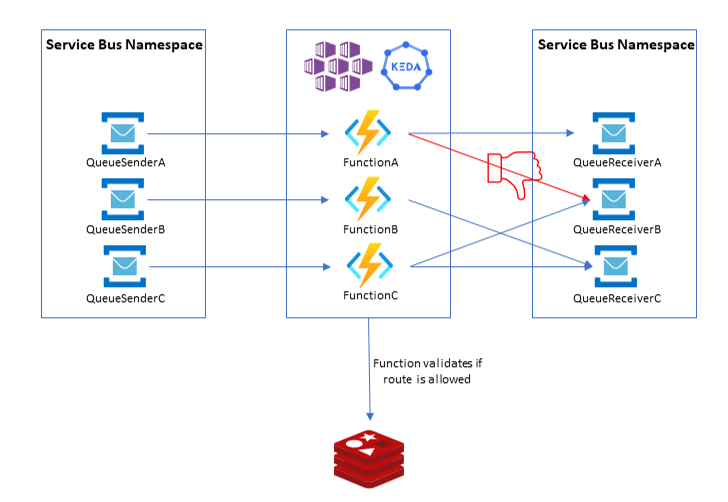 Service Bus Namespace
Service Bus Namespace
KEDA
QueueSenderA
FunctionA
QueueReceiverA
QueueSenderB
FunctionB
QueueReceiverB
QueueSenderC
FunctionC
QueueReceiverC
Function validates if
route is allowed